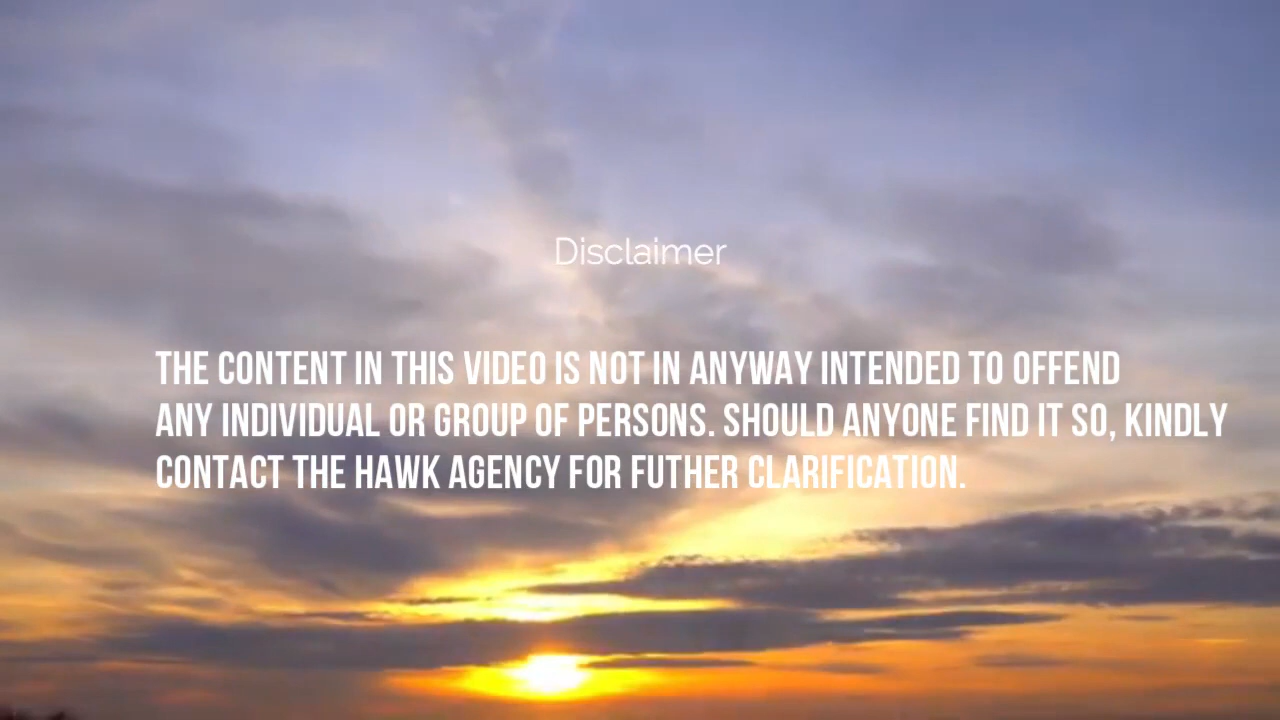 Disclaimer
THE CONTENT IN THIS VIDEO IS NOT IN ANYWAY INTENDED TO OFFEND
ANY INDIVIDUAL OR GROUP OF PERSONS. SHOULD ANYONE FIND IT SO, KINDLY
CONTACT THE HAWK AGENCY FOR FUTHER CLARIFICATION.